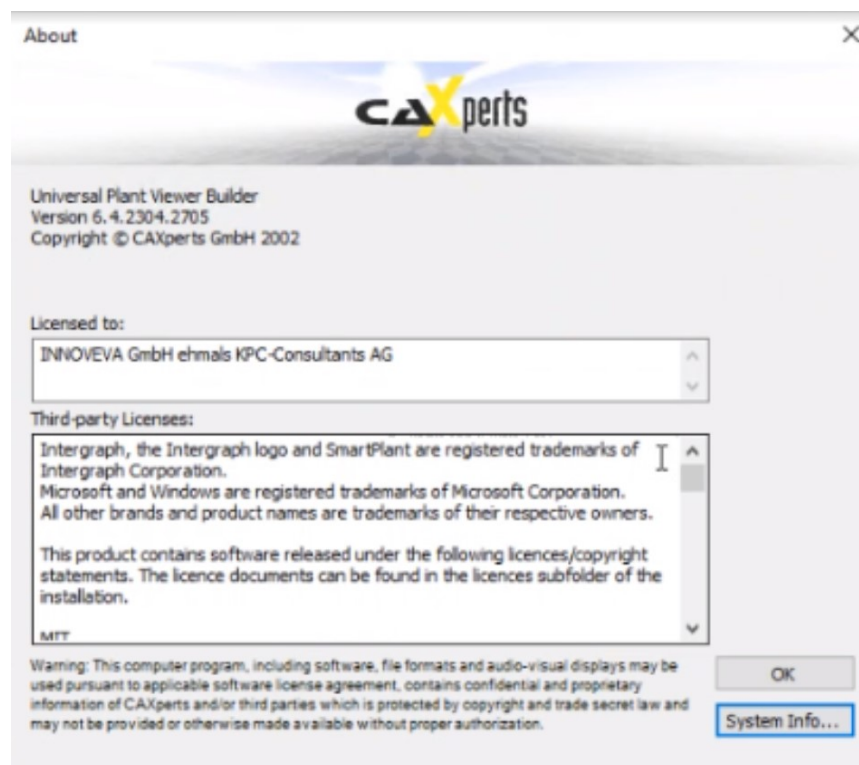 About
CAXperts
Universal Plant Viewer Builder
Version 6.4.2304.2705
Copyright © CAXperts GmbH 2002
Licensed to:
INNOVEVA GmbH ehmals KPC-Consultants AG
Third-party Licenses:
Intergraph, the Intergraph logo and SmartPlant are registered trademarks of
Intergraph Corporation.
Microsoft and Windows are registered trademarks of Microsoft Corporation.
All other brands and product names are trademarks of their respective owners.
This product contains software released under the following licences/copyright
statements. The licence documents can be found in the licences subfolder of the
installation.
MIT
Warning: This computer program, including software, file formats and audio-visual displays may be
used pursuant to applicable software license agreement, contains confidential and proprietary
information of CAXperts and/or third parties which is protected by copyright and trade secret law and
may not be provided or otherwise made available without proper authorization.
OK
System Info...